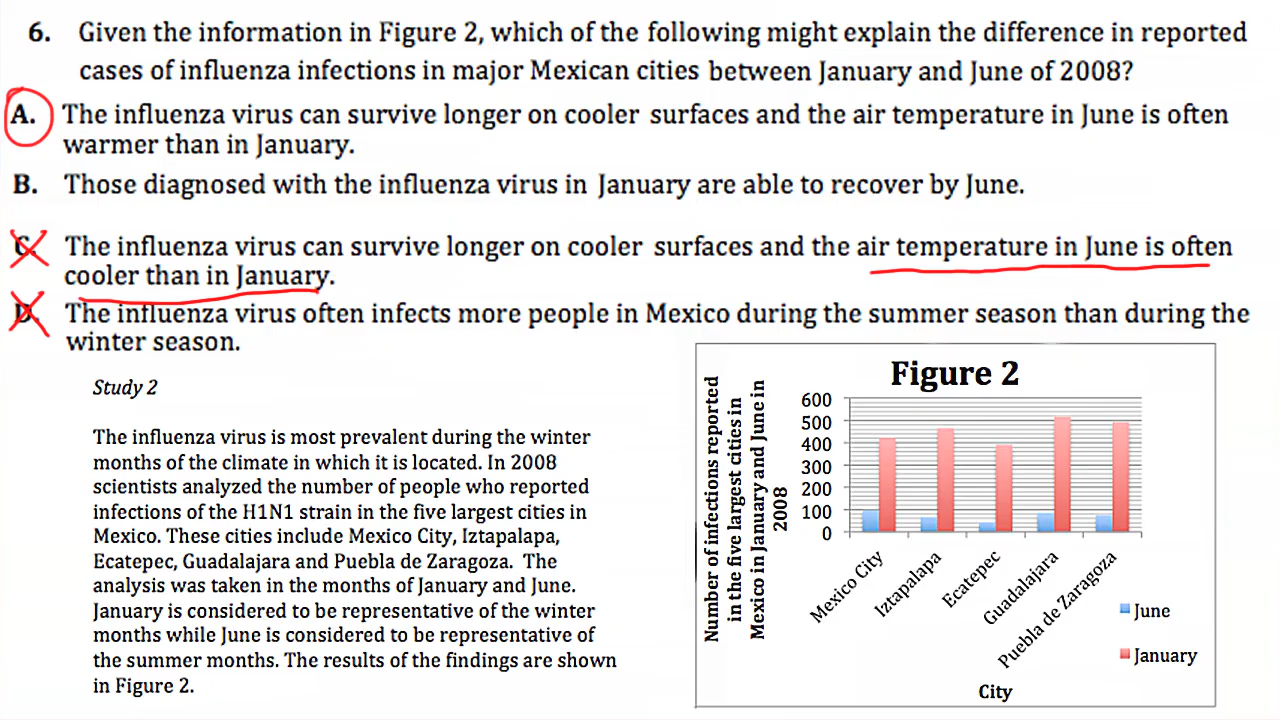 6. Given the information in Figure 2, which of the following might explain the difference in reported
cases of influenza infections in major Mexican cities between January and June of 2008?
A. The influenza virus can survive longer on cooler surfaces and the air temperature in June is often
warmer than in January.
B. Those diagnosed with the influenza virus in January are able to recover by June.
C. The influenza virus can survive longer on cooler surfaces and the air temperature in June is often
cooler than in January.
D. The influenza virus often infects more people in Mexico during the summer season than during the
winter season.
Study 2
The influenza virus is most prevalent during the winter
months of the climate in which it is located. In 2008
scientists analyzed the number of people who reported
infections of the H1N1 strain in the five largest cities in
Mexico. These cities include Mexico City, Iztapalapa,
Ecatepec, Guadalajara and Puebla de Zaragoza. The
analysis was taken in the months of January and June.
January is considered to be representative of the winter
months while June is considered to be representative of
the summer months. The results of the findings are shown
in Figure 2.
Figure 2
Number of infections reported
in the five largest cities in
Mexico in January and June in
2008
600
500
400
300
200
100
0
Mexico City
Iztapalapa
Ecatepec
Guadalajara
Puebla de Zaragoza
June
January
City